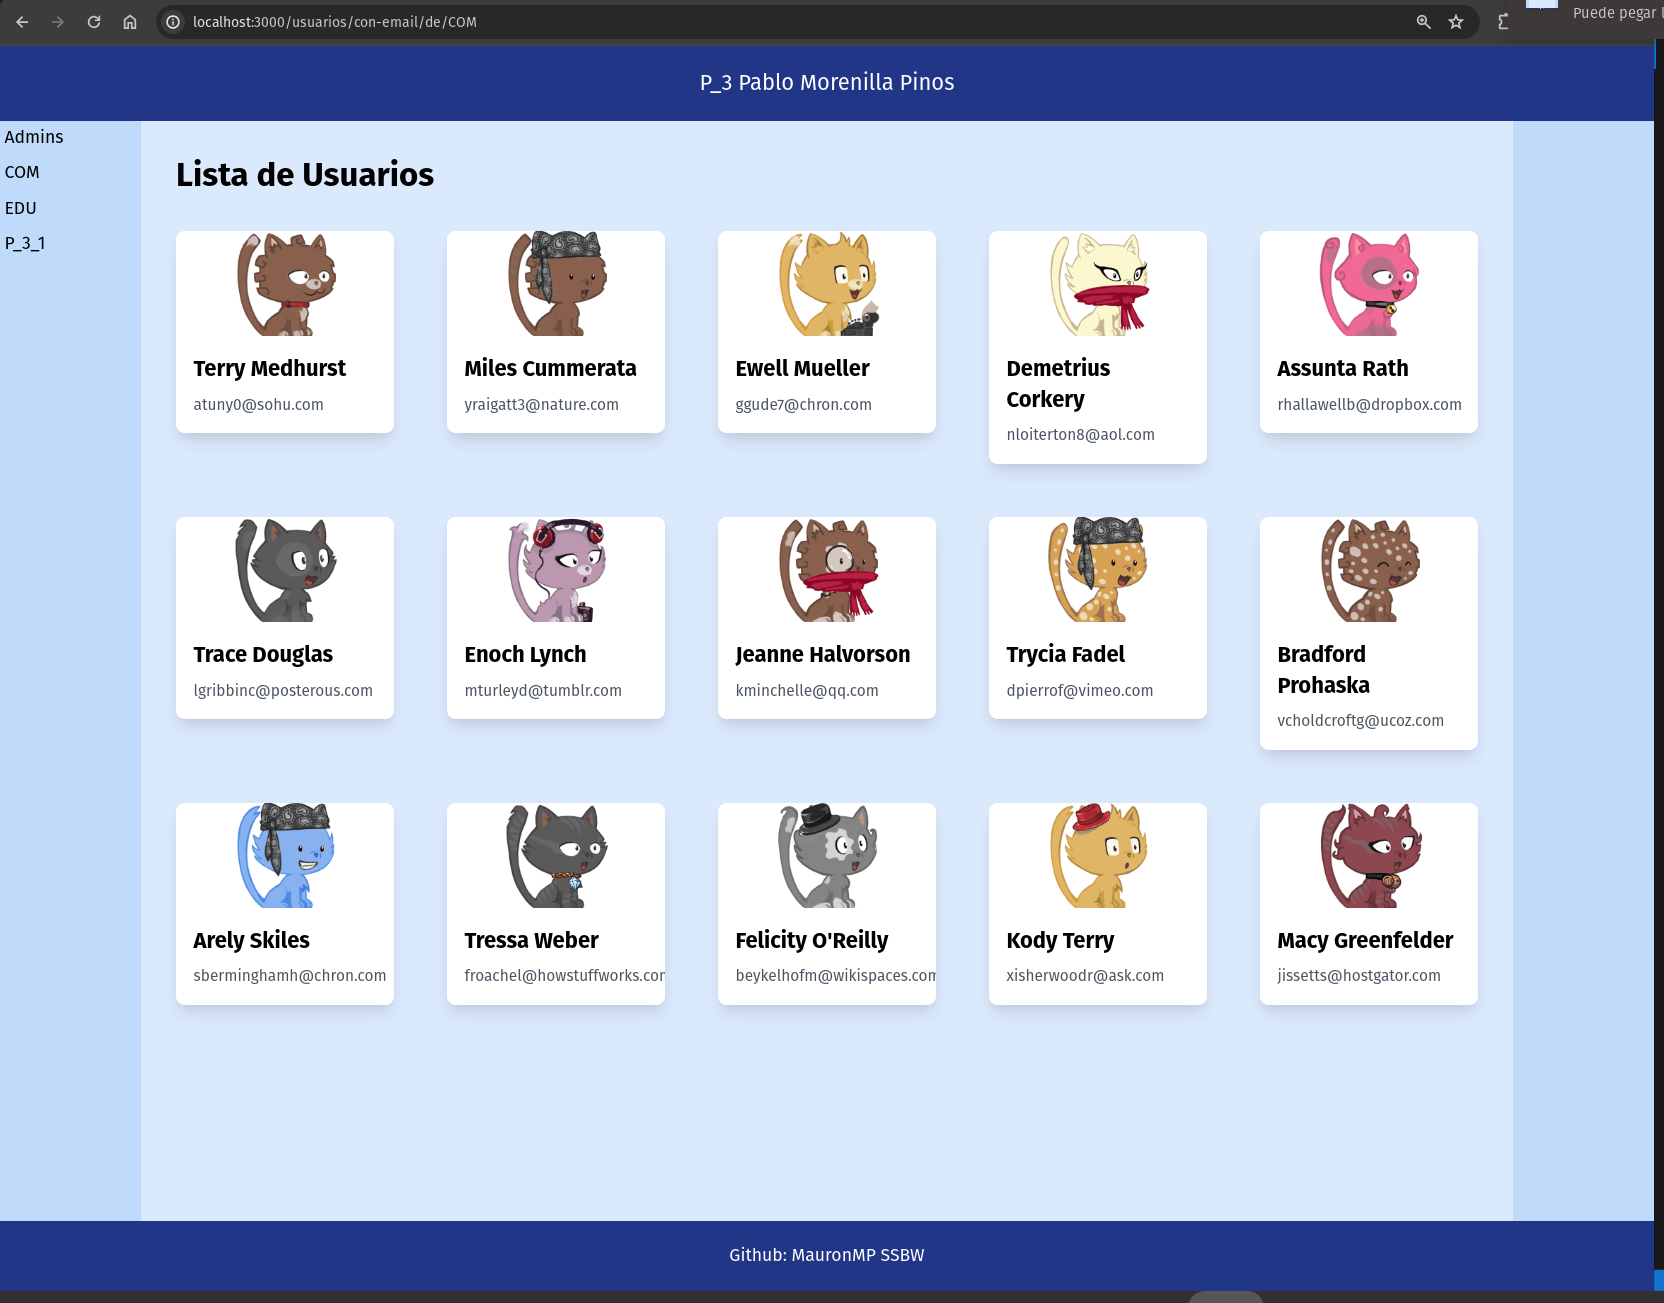 localhost:3000/usuarios/con-email/de/COM
Puede pegar
P_3 Pablo Morenilla Pinos
Admins
COM
EDU
P_3_1
Lista de Usuarios
Terry Medhurst
atuny0@sohu.com
Miles Cummerata
yraigatt3@nature.com
Ewell Mueller
ggude7@chron.com
Demetrius
Corkery
nloiterton8@aol.com
Assunta Rath
rhallawellb@dropbox.com
Trace Douglas
lgribbinc@posterous.com
Enoch Lynch
mturleyd@tumblr.com
Jeanne Halvorson
kminchelle@qq.com
Trycia Fadel
dpierrof@vimeo.com
Bradford
Prohaska
vcholdcroftg@ucoz.com
Arely Skiles
sberminghamh@chron.com
Tressa Weber
froachel@howstuffworks.com
Felicity O'Reilly
beykelhofm@wikispaces.com
Kody Terry
xisherwoodr@ask.com
Macy Greenfelder
jissetts@hostgator.com
Github: MauronMP SSBW